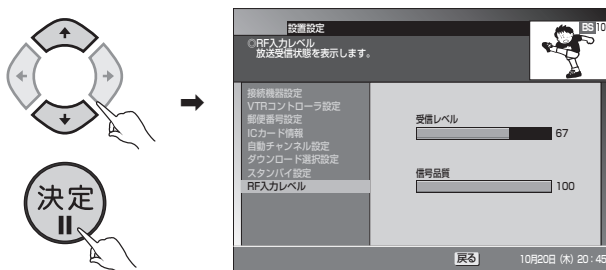 決定
設置設定
BS10
◎RF入力レベル
放送受信状態を表示します。
接続機器設定
VTRコントローラ設定
郵便番号設定
ICカード情報
自動チャンネル設定
ダウンロード選択設定
スタンバイ設定
RF入力レベル
受信レベル
67
信号品質
100
戻る
10月20日 (木) 20:45